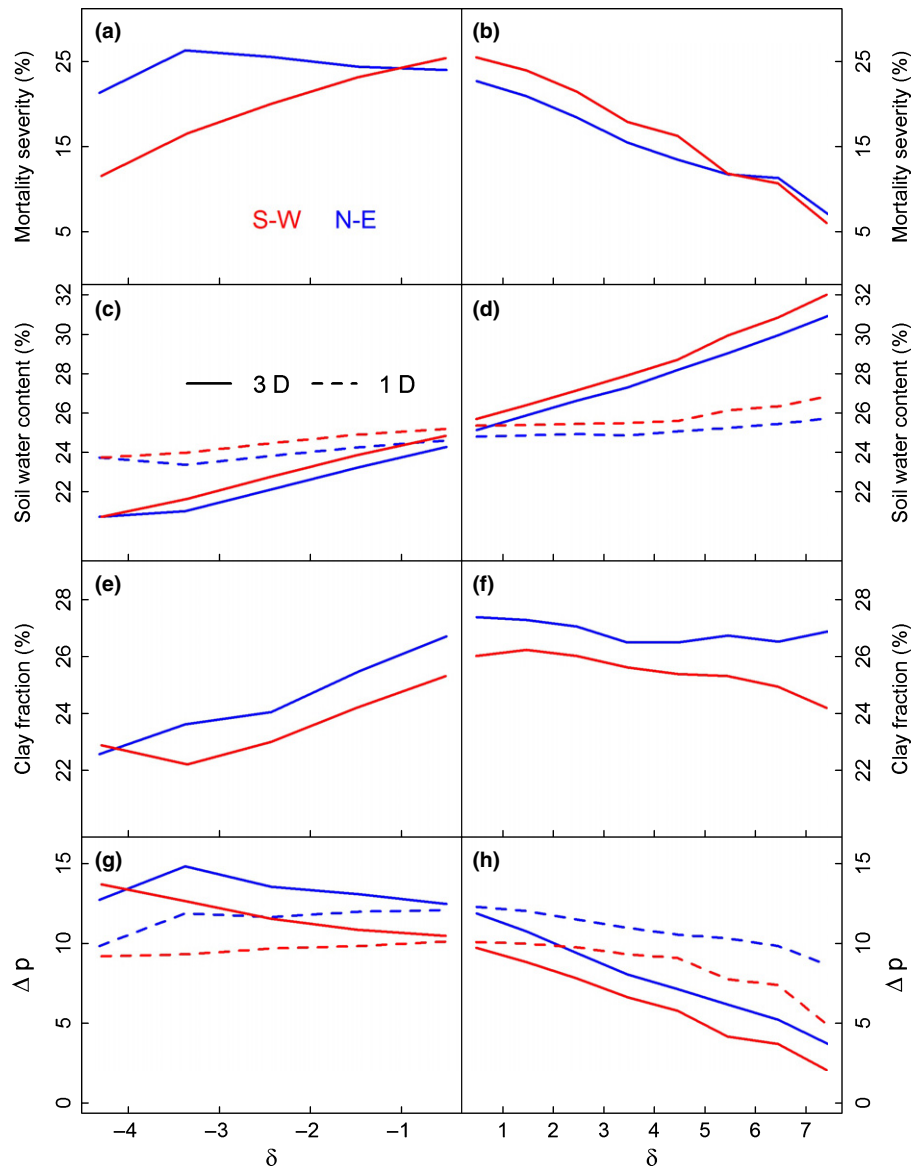 (a)
(b)
Mortality severity (%)
5
15
25
S-W N-E
5
15
25
Mortality severity (%)
(c)
(d)
Soil water content (%)
22
24
26
28
30
32
3 D
1 D
22
24
26
28
30
32
Soil water content (%)
(e)
(f)
Clay fraction (%)
22
24
26
28
22
24
26
28
Clay fraction (%)
(g)
(h)
Δ p
0
5
10
15
0
5
10
15
Δ p
–4 –3 –2 –1
1 2 3 4 5 6 7
δ
δ